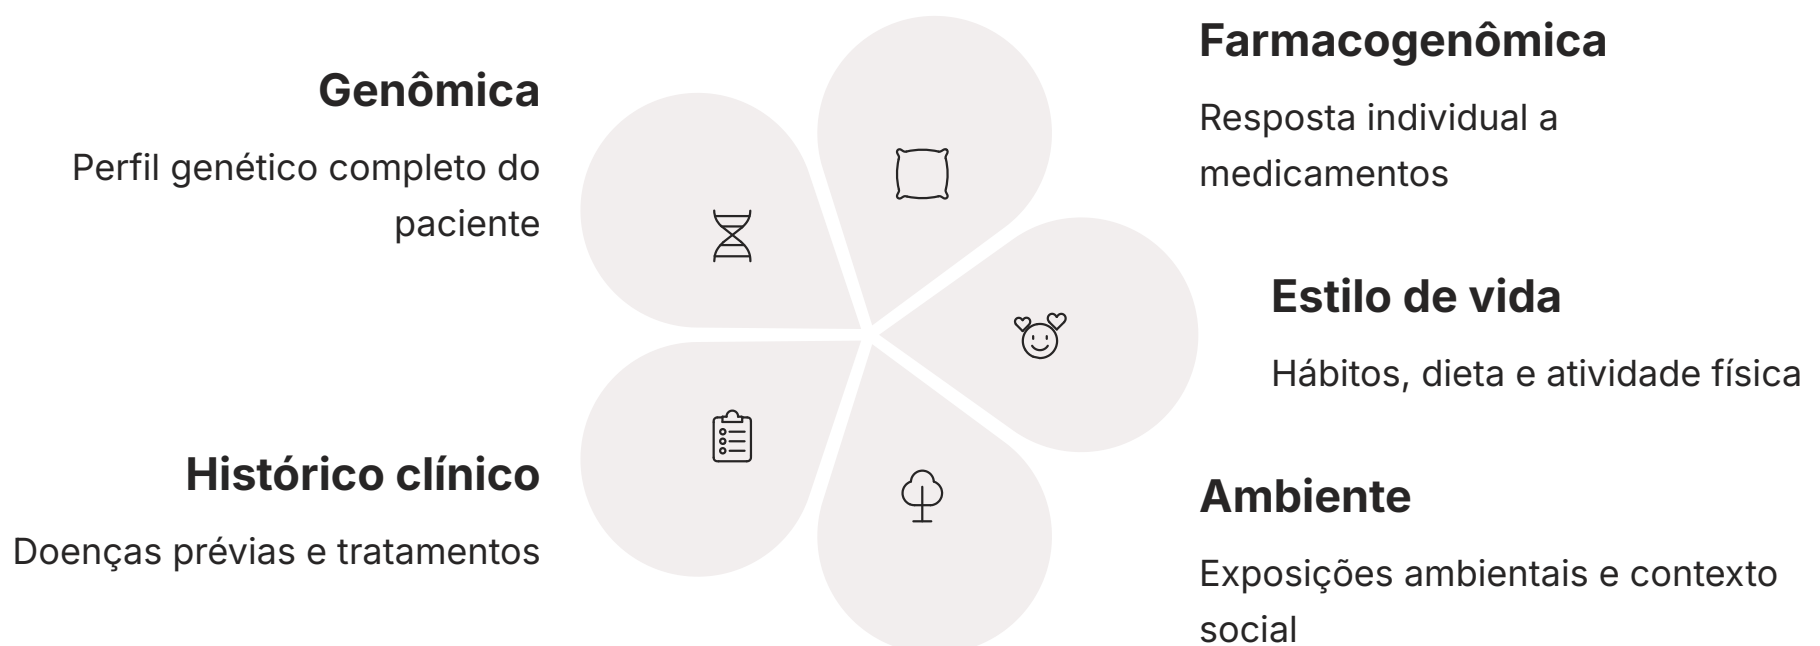 Genômica
Perfil genético completo do
paciente
Farmacogenômica
Resposta individual a
medicamentos
Estilo de vida
Hábitos, dieta e atividade física
Ambiente
Exposições ambientais e contexto
social
Histórico clínico
Doenças prévias e tratamentos